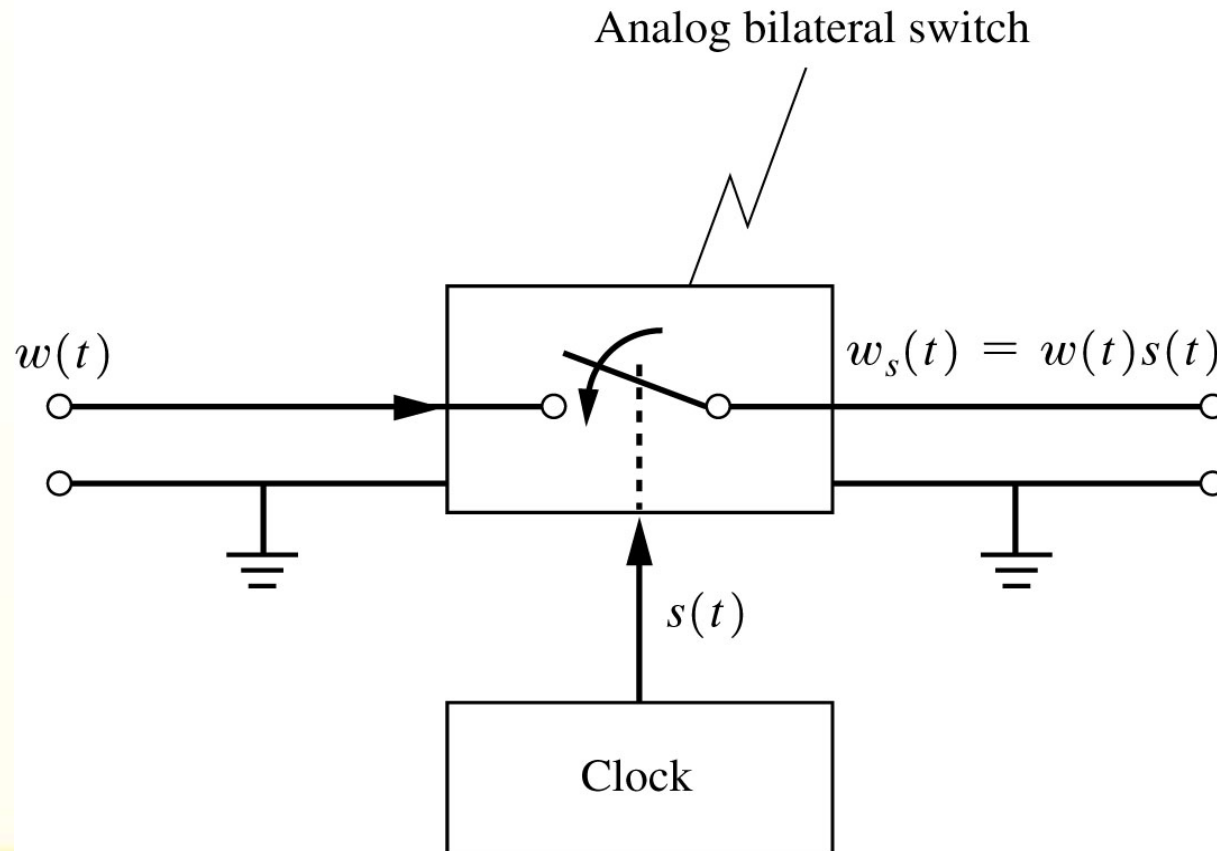 Analog bilateral switch
w(t)
w_s(t) = w(t)s(t)
s(t)
Clock